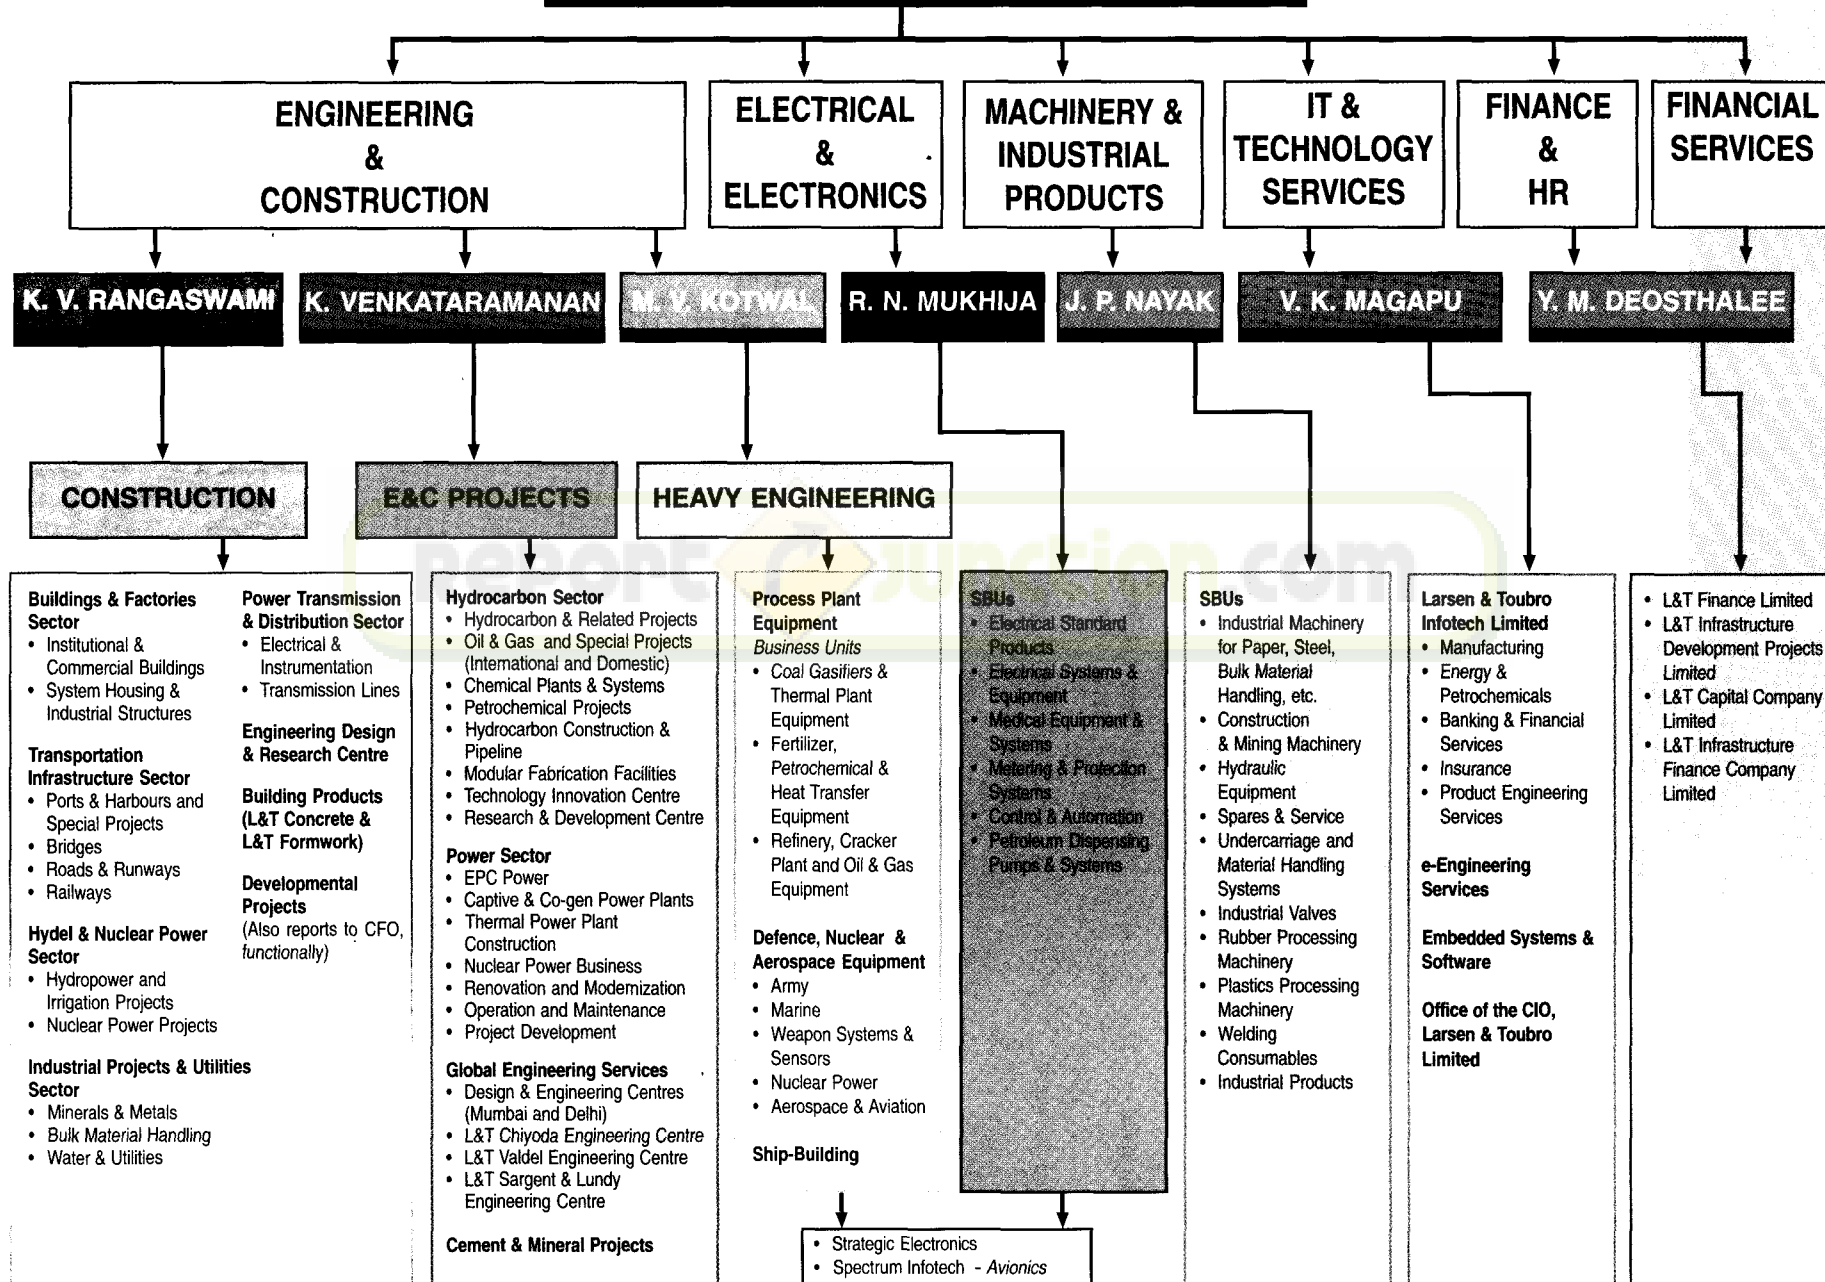 ENGINEERING
&
CONSTRUCTION
ELECTRICAL
&
ELECTRONICS
MACHINERY &
INDUSTRIAL
PRODUCTS
IT &
TECHNOLOGY
SERVICES
FINANCE
&
HR
FINANCIAL
SERVICES
K. V. RANGASWAMI
K. VENKATARAMANAN
M. V. KOTWAL
R. N. MUKHIJA
J. P. NAYAK
V. K. MAGAPU
Y. M. DEOSTHALEE
CONSTRUCTION
E&C PROJECTS
HEAVY ENGINEERING
report junction.com
Buildings & Factories
Sector
• Institutional &
Commercial Buildings
• System Housing &
Industrial Structures
Transportation
Infrastructure Sector
• Ports & Harbours and
Special Projects
• Bridges
• Roads & Runways
• Railways
Hydel & Nuclear Power
Sector
• Hydropower and
Irrigation Projects
• Nuclear Power Projects
Industrial Projects & Utilities
Sector
• Minerals & Metals
• Bulk Material Handling
• Water & Utilities
Power Transmission
& Distribution Sector
• Electrical &
Instrumentation
• Transmission Lines
Engineering Design
& Research Centre
Building Products
(L&T Concrete &
L&T Formwork)
Developmental
Projects
(Also reports to CFO,
functionally)
Hydrocarbon Sector
• Hydrocarbon & Related Projects
• Oil & Gas and Special Projects
(International and Domestic)
• Chemical Plants & Systems
• Petrochemical Projects
• Hydrocarbon Construction &
Pipeline
• Modular Fabrication Facilities
• Technology Innovation Centre
• Research & Development Centre
Power Sector
• EPC Power
• Captive & Co-gen Power Plants
• Thermal Power Plant
Construction
• Nuclear Power Business
• Renovation and Modernization
• Operation and Maintenance
• Project Development
Global Engineering Services
• Design & Engineering Centres
(Mumbai and Delhi)
• L&T Chiyoda Engineering Centre
• L&T Valdel Engineering Centre
• L&T Sargent & Lundy
Engineering Centre
Cement & Mineral Projects
Process Plant
Equipment
Business Units
• Coal Gasifiers &
Thermal Plant
Equipment
• Fertilizer,
Petrochemical &
Heat Transfer
Equipment
• Refinery, Cracker
Plant and Oil & Gas
Equipment
Defence, Nuclear &
Aerospace Equipment
• Army
• Marine
• Weapon Systems &
Sensors
• Nuclear Power
• Aerospace & Aviation
Ship-Building
SBUs
• Electrical Standard
Products
• Electrical Systems &
Equipment
• Medical Equipment &
Systems
• Metering & Protection
Systems
• Control & Automation
• Petroleum Dispensing
Pumps & Systems
• Strategic Electronics
• Spectrum Infotech - Avionics
SBUs
• Industrial Machinery
for Paper, Steel,
Bulk Material
Handling, etc.
• Construction
& Mining Machinery
• Hydraulic
Equipment
• Spares & Service
• Undercarriage and
Material Handling
Systems
• Industrial Valves
• Rubber Processing
Machinery
• Plastics Processing
Machinery
• Welding
Consumables
• Industrial Products
Larsen & Toubro
Infotech Limited
• Manufacturing
• Energy &
Petrochemicals
• Banking & Financial
Services
• Insurance
• Product Engineering
Services
e-Engineering
Services
Embedded Systems &
Software
Office of the CIO,
Larsen & Toubro
Limited
• L&T Finance Limited
• L&T Infrastructure
Development Projects
Limited
• L&T Capital Company
Limited
• L&T Infrastructure
Finance Company
Limited